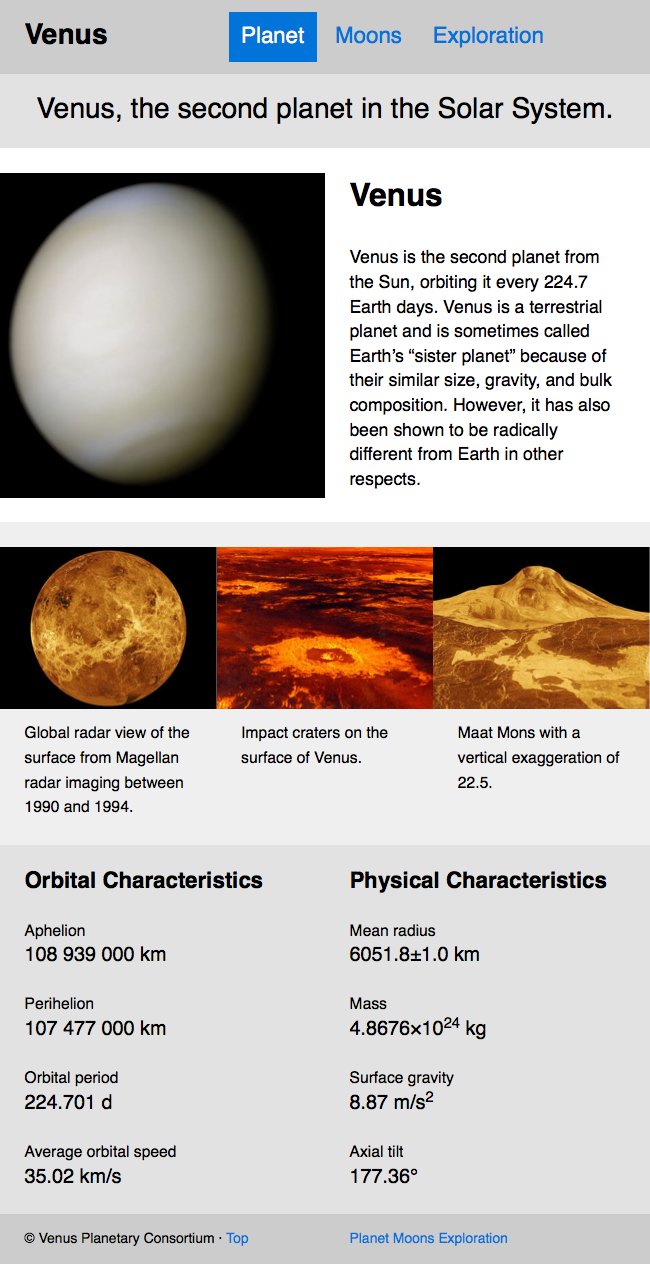 Venus
Planet Moons Exploration
Venus, the second planet in the Solar System.
Venus
Venus is the second planet from
the Sun, orbiting it every 224.7
Earth days. Venus is a terrestrial
planet and is sometimes called
Earth’s “sister planet” because of
their similar size, gravity, and bulk
composition. However, it has also
been shown to be radically
different from Earth in other
respects.
Global radar view of the
surface from Magellan
radar imaging between
1990 and 1994.
Impact craters on the
surface of Venus.
Maat Mons with a
vertical exaggeration of
22.5.
Orbital Characteristics
Aphelion
108 939 000 km
Perihelion
107 477 000 km
Orbital period
224.701 d
Average orbital speed
35.02 km/s
Physical Characteristics
Mean radius
6051.8±1.0 km
Mass
4.8676×10²⁴ kg
Surface gravity
8.87 m/s²
Axial tilt
177.36°
© Venus Planetary Consortium · Top
Planet Moons Exploration